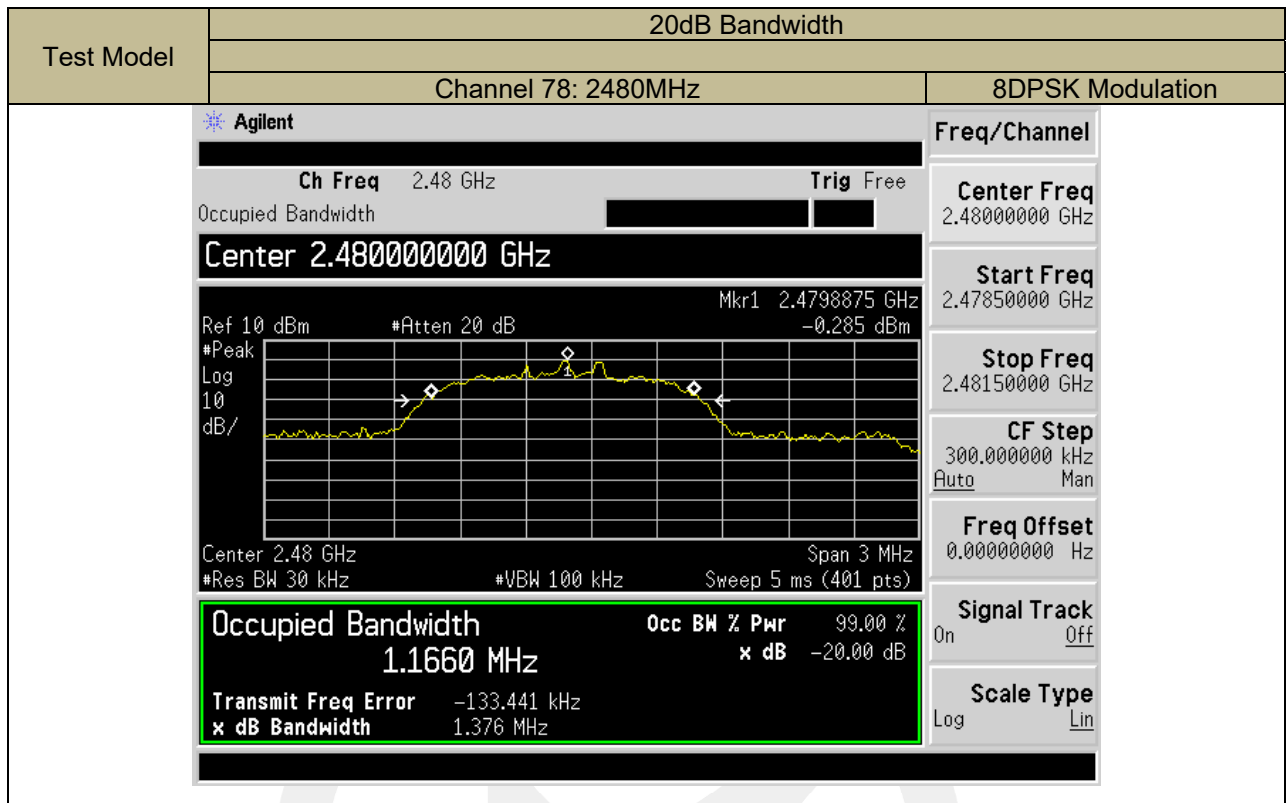 Test Model
20dB Bandwidth
Channel 78: 2480MHz
8DPSK Modulation
Agilent
Freq/Channel
Ch Freq 2.48 GHz
Trig Free
Occupied Bandwidth
Center 2.480000000 GHz
Mkr1 2.4798875 GHz
Ref 10 dBm
#Atten 20 dB
-0.285 dBm
#Peak
Log
10
dB/
1
Center 2.48 GHz
Span 3 MHz
#Res BW 30 kHz
#VBW 100 kHz
Sweep 5 ms (401 pts)
Occupied Bandwidth
1.1660 MHz
Occ BW % Pwr 99.00 %
x dB -20.00 dB
Transmit Freq Error -133.441 kHz
x dB Bandwidth 1.376 MHz
Center Freq
2.48000000 GHz
Start Freq
2.47850000 GHz
Stop Freq
2.48150000 GHz
CF Step
300.000000 kHz
Auto Man
Freq Offset
0.00000000 Hz
Signal Track
On Off
Scale Type
Log Lin